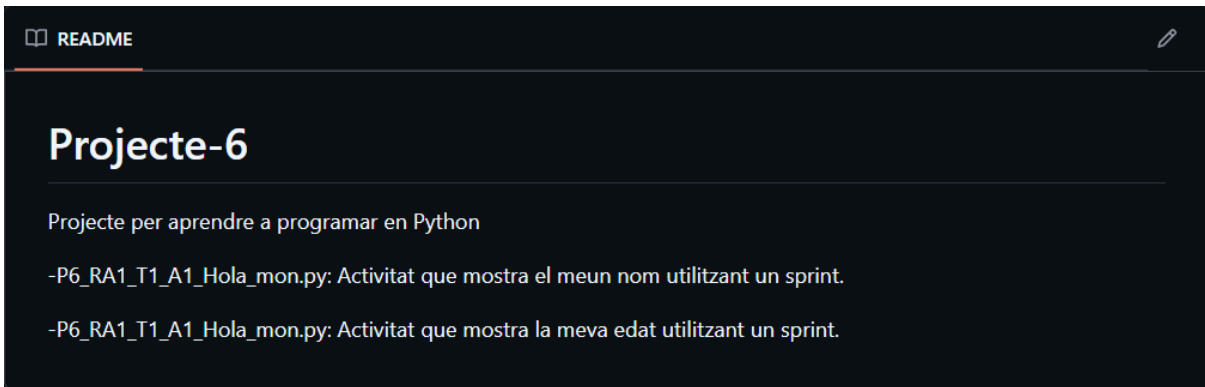 README
Projecte-6
Projecte per aprendre a programar en Python
-P6_RA1_T1_A1_Hola_mon.py: Activitat que mostra el meun nom utilitzant un sprint.
-P6_RA1_T1_A1_Hola_mon.py: Activitat que mostra la meva edat utilitzant un sprint.